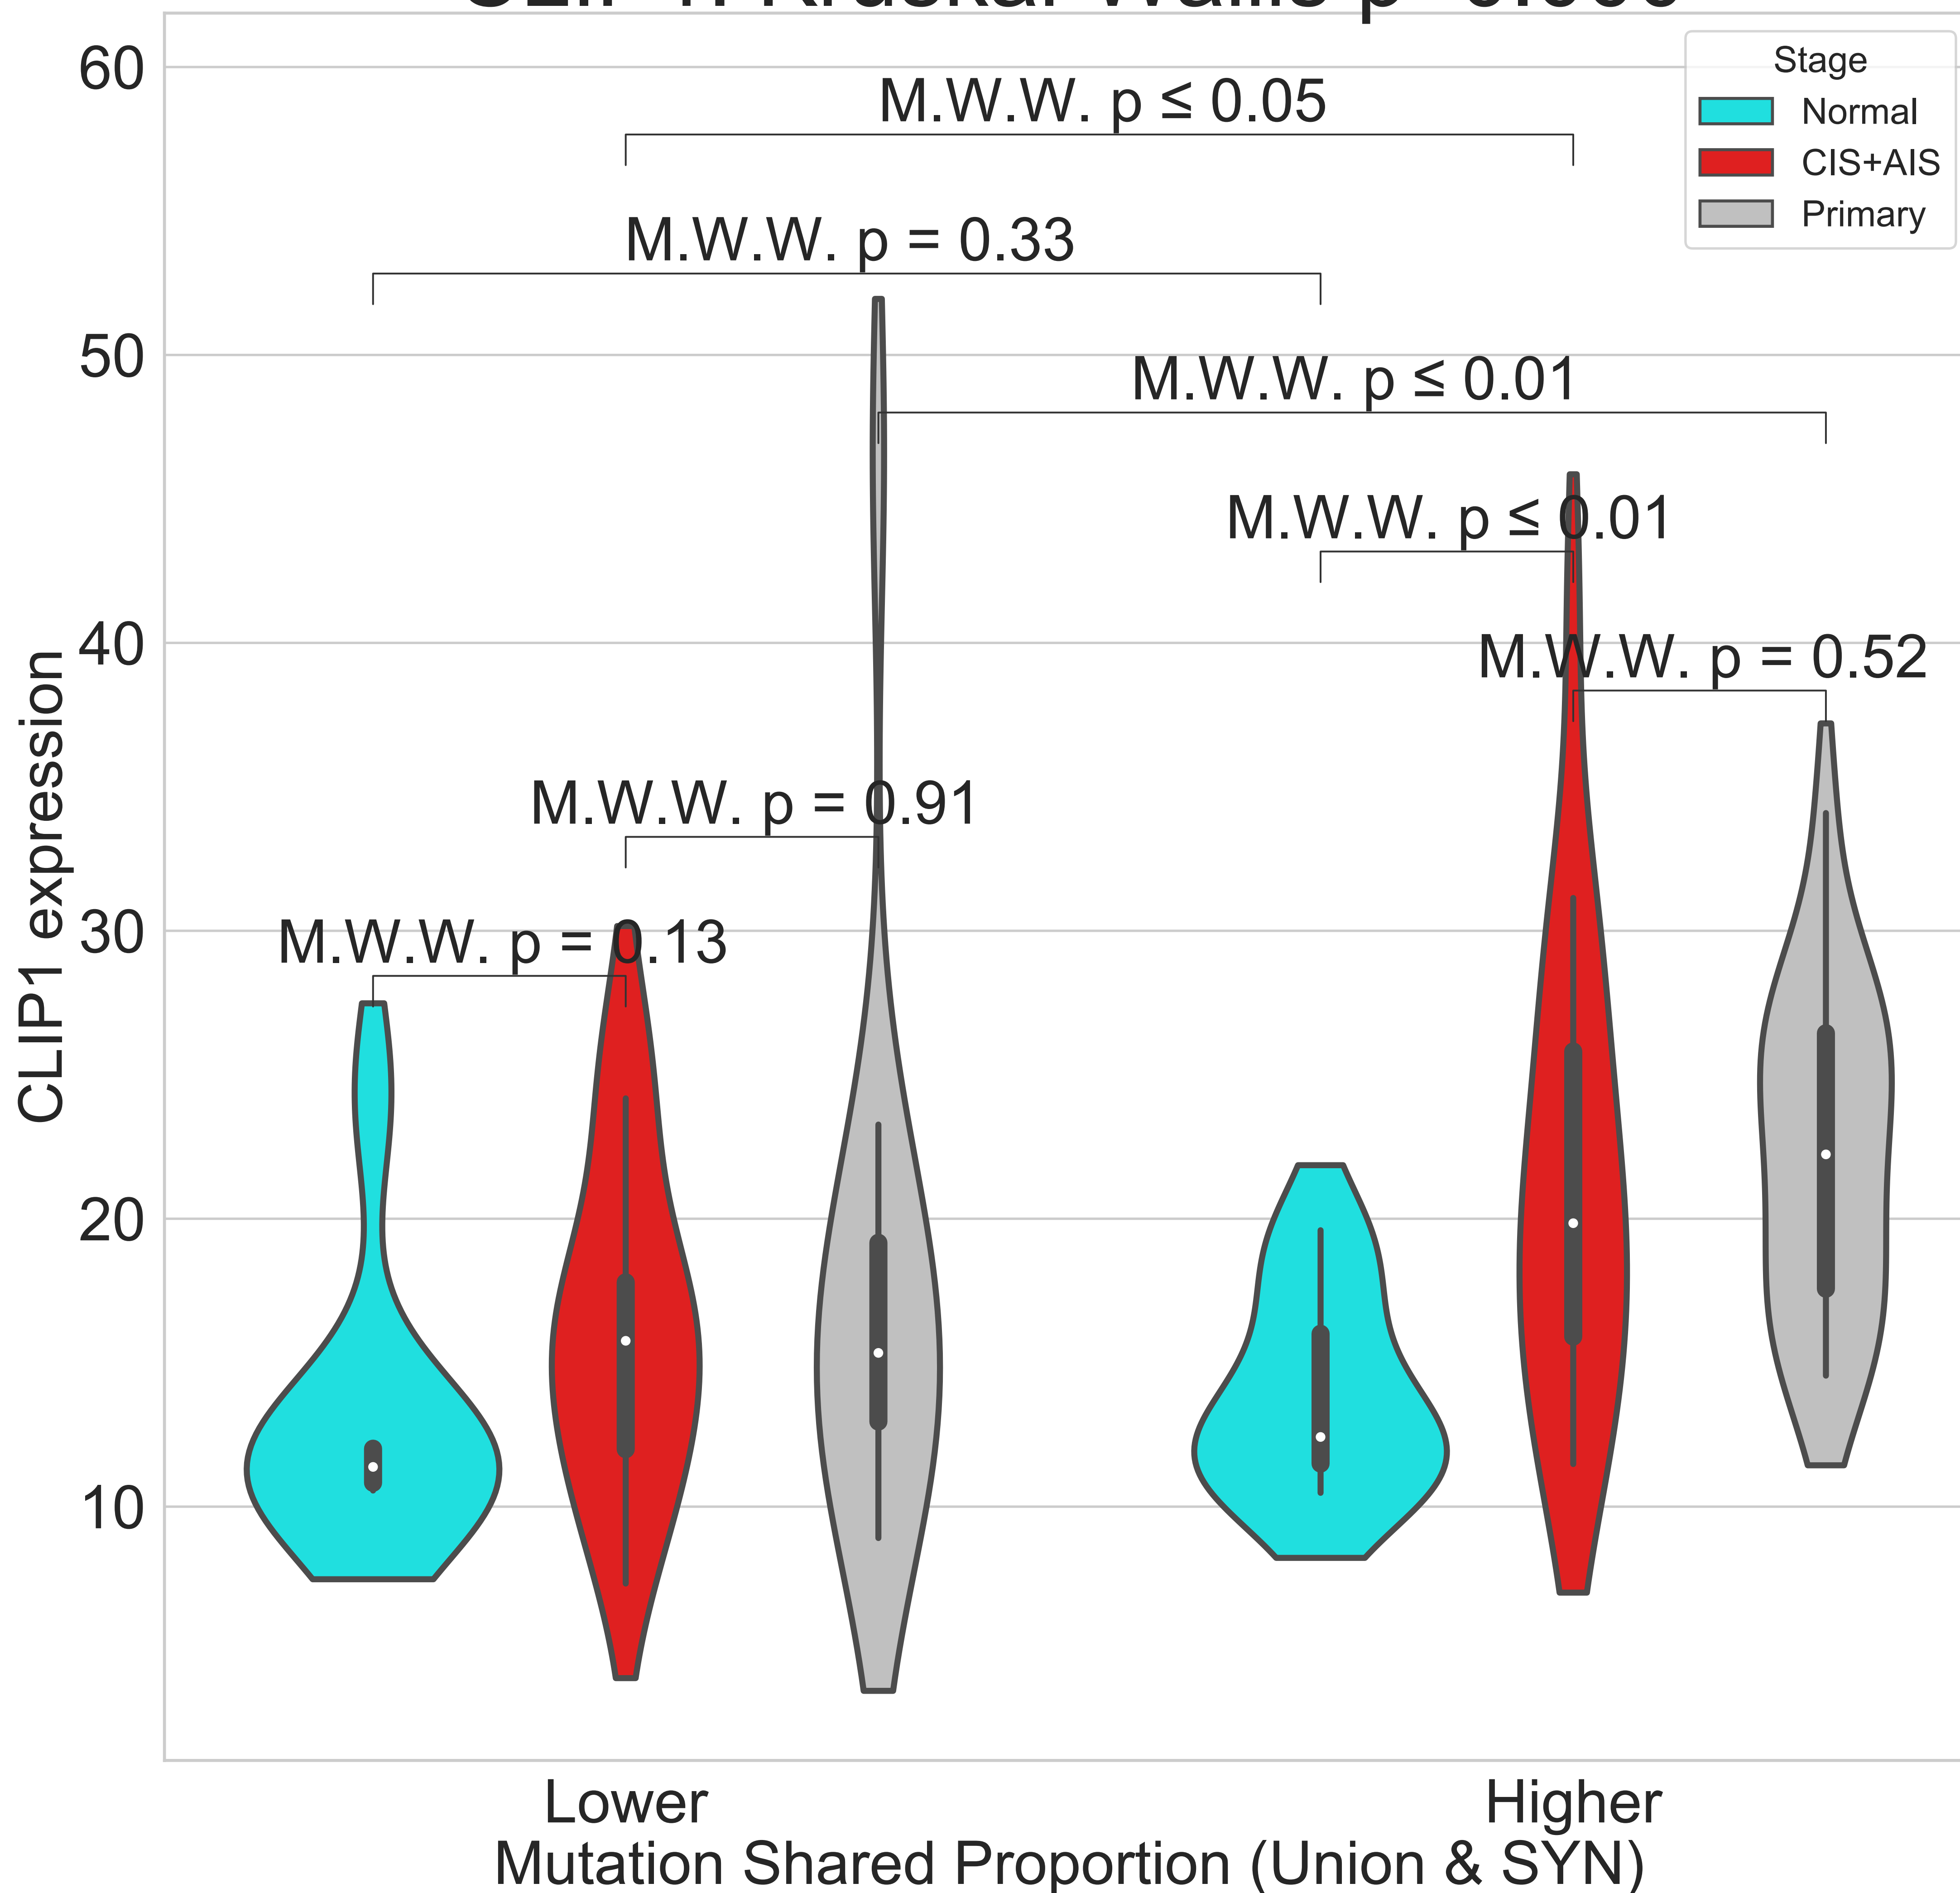 Stage
Normal
CIS+AIS
Primary
60
50
40
30
20
10
CLIP1 expression
M.W.W. p ≤ 0.05
M.W.W. p = 0.33
M.W.W. p ≤ 0.01
M.W.W. p ≤ 0.01
M.W.W. p = 0.52
M.W.W. p = 0.91
M.W.W. p = 0.13
Lower
Higher
Mutation Shared Proportion (Union & SYN)